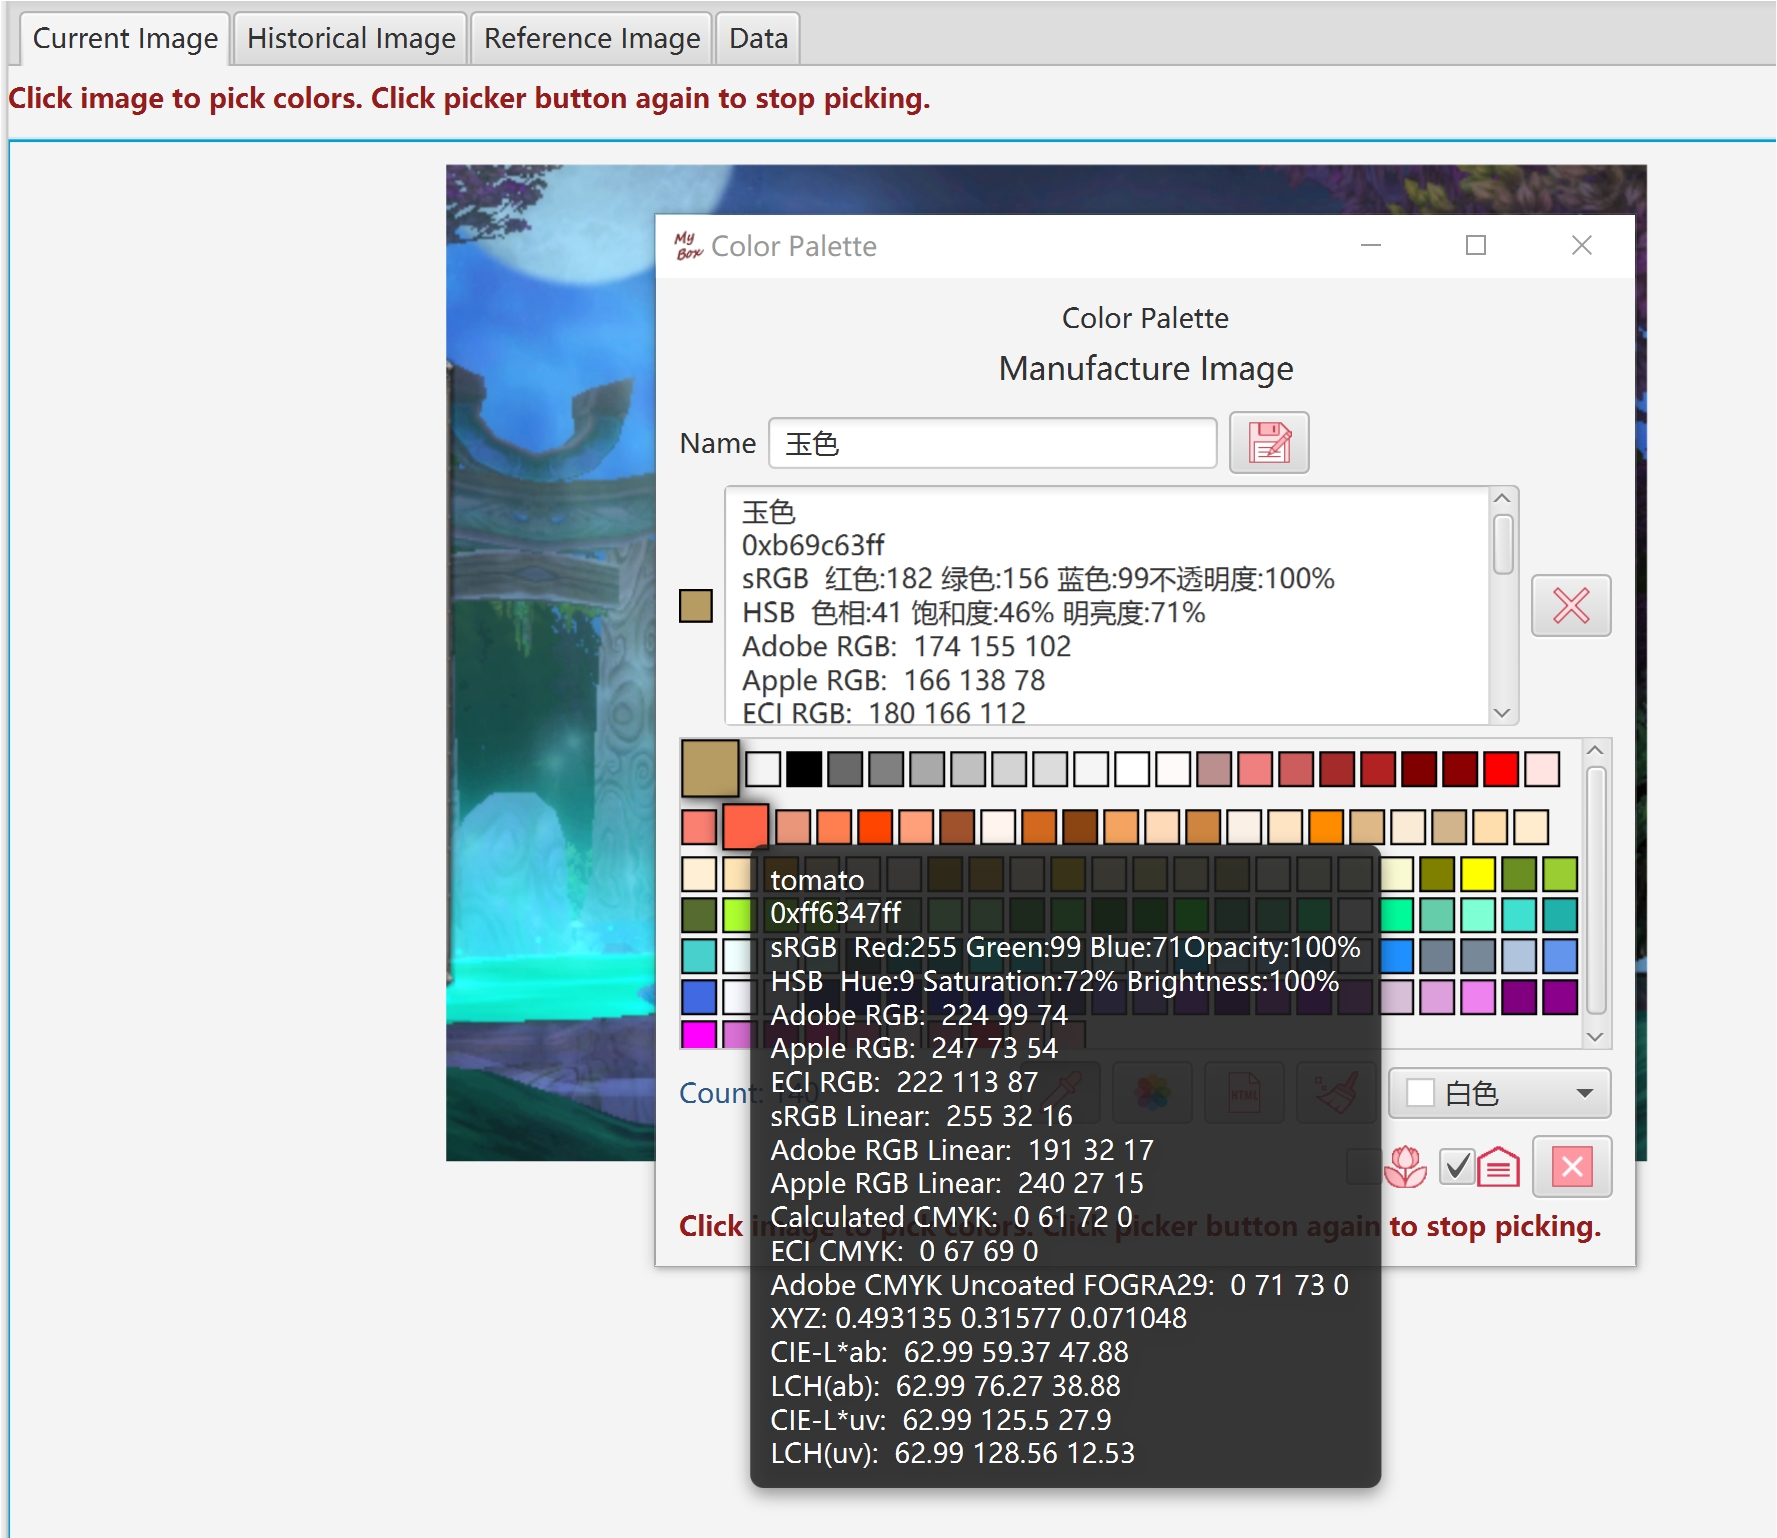 Current Image Historical Image Reference Image Data
Click image to pick colors. Click picker button again to stop picking.
My Box Color Palette
Color Palette
Manufacture Image
Name 玉色
玉色
0xb69c63ff
sRGB 红色:182 绿色:156 蓝色:99不透明度:100%
HSB 色相:41 饱和度:46% 明亮度:71%
Adobe RGB: 174 155 102
Apple RGB: 166 138 78
ECI RGB: 180 166 112
tomato
0xff6347ff
sRGB Red:255 Green:99 Blue:71Opacity:100%
HSB Hue:9 Saturation:72% Brightness:100%
Adobe RGB: 224 99 74
Apple RGB: 247 73 54
ECI RGB: 222 113 87
sRGB Linear: 255 32 16
Adobe RGB Linear: 191 32 17
Apple RGB Linear: 240 27 15
Calculated CMYK: 0 61 72 0
ECI CMYK: 0 67 69 0
Adobe CMYK Uncoated FOGRA29: 0 71 73 0
XYZ: 0.493135 0.31577 0.071048
CIE-L*ab: 62.99 59.37 47.88
LCH(ab): 62.99 76.27 38.88
CIE-L*uv: 62.99 125.5 27.9
LCH(uv): 62.99 128.56 12.53
Count: 140
HTML
白色
Click image to pick colors. Click picker button again to stop picking.